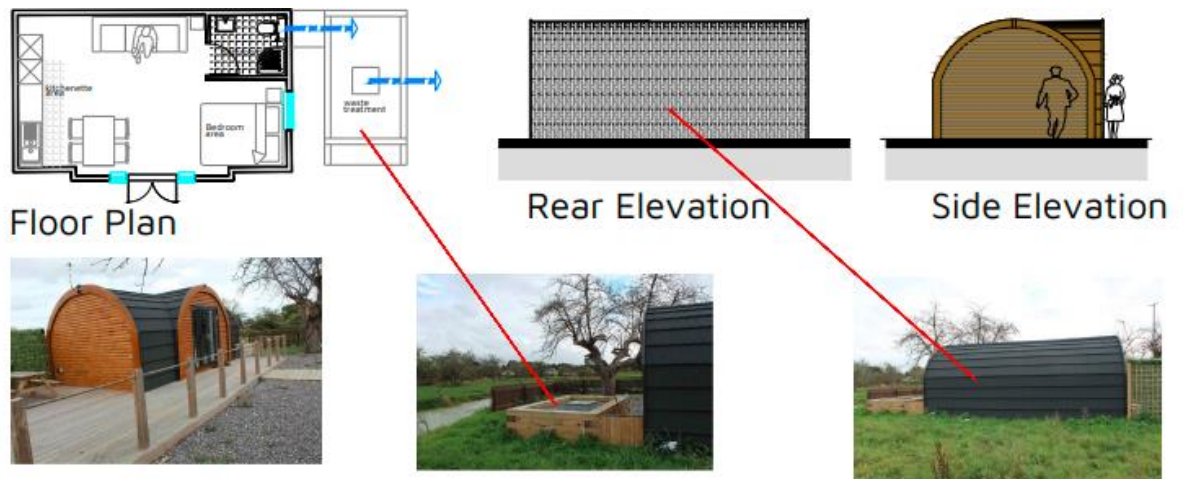 kitchenette
area
waste
treatment
Bedroom
area
Floor Plan
Rear Elevation
Side Elevation